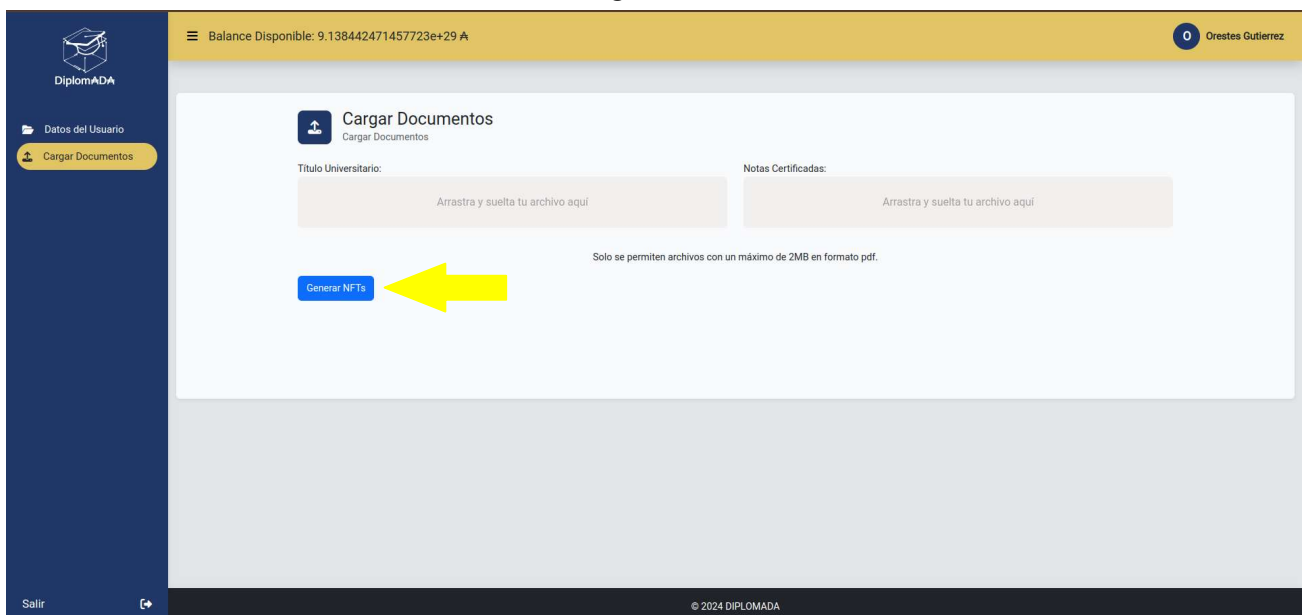 DiplomADA
Balance Disponible: 9.138442471457723e+29 ₳
O Orestes Gutierrez
Datos del Usuario
Cargar Documentos
Cargar Documentos
Cargar Documentos
Título Universitario:
Notas Certificadas:
Arrastra y suelta tu archivo aquí
Arrastra y suelta tu archivo aquí
Solo se permiten archivos con un máximo de 2MB en formato pdf.
Generar NFTs
Salir
© 2024 DIPLOMADA